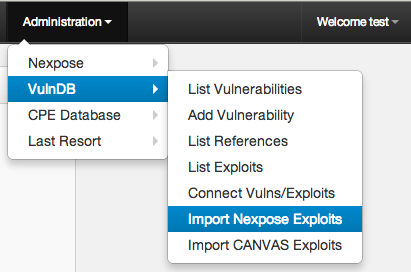 Administration
Welcome test
Nexpose
VulnDB
CPE Database
Last Resort
List Vulnerabilities
Add Vulnerability
List References
List Exploits
Connect Vulns/Exploits
Import Nexpose Exploits
Import CANVAS Exploits